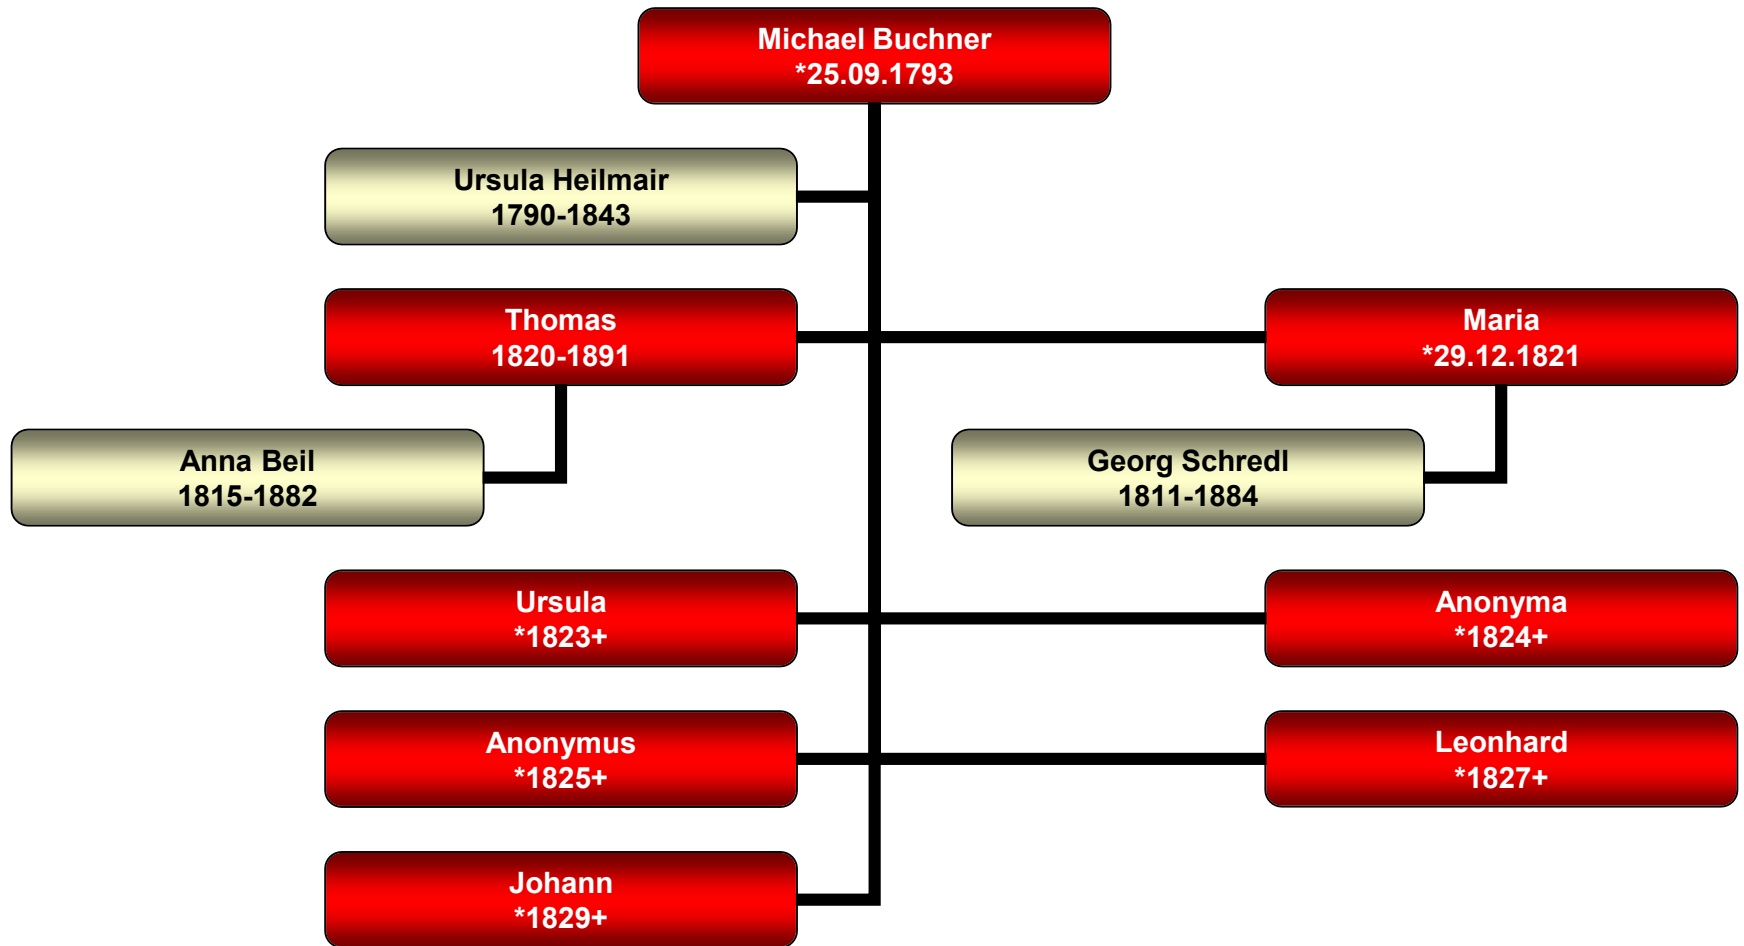 Michael Buchner
*25.09.1793
Ursula Heilmair
1790-1843
Thomas
1820-1891
Maria
*29.12.1821
Anna Beil
1815-1882
Georg Schredl
1811-1884
Ursula
*1823+
Anonyma
*1824+
Anonymus
*1825+
Leonhard
*1827+
Johann
*1829+